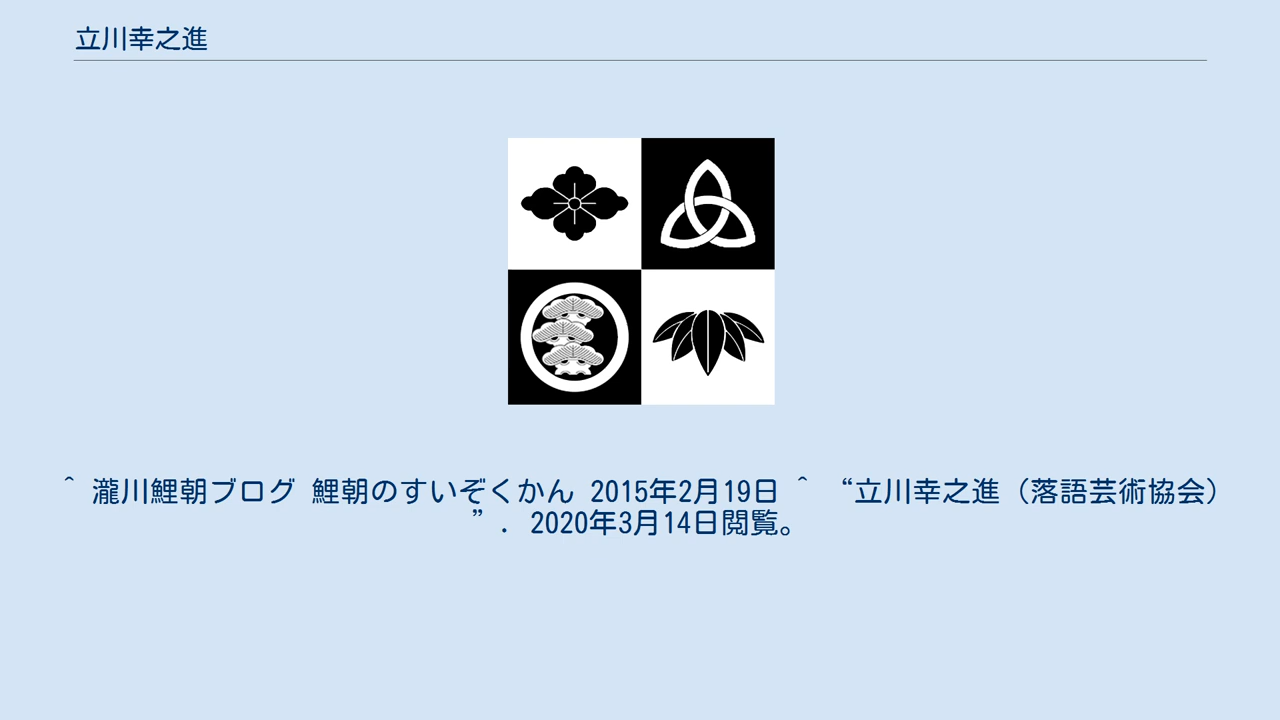 立川幸之進
^ 瀧川鯉朝ブログ 鯉朝のすいぞくかん 2015年2月19日 ^ “立川幸之進（落語芸術協会）
”. 2020年3月14日閲覧。